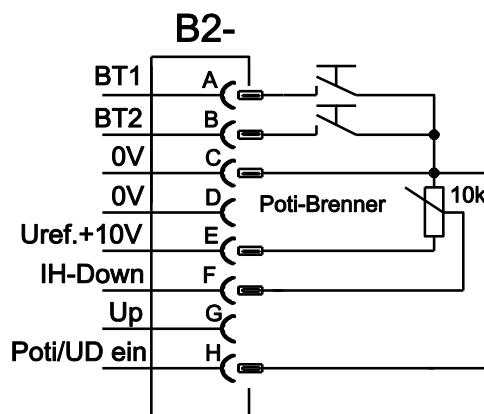 B2-
BT1 A
BT2 B
0V C
0V D Poti-Brenner 10k
Uref.+10V E
IH-Down F
Up G
Poti/UD ein H